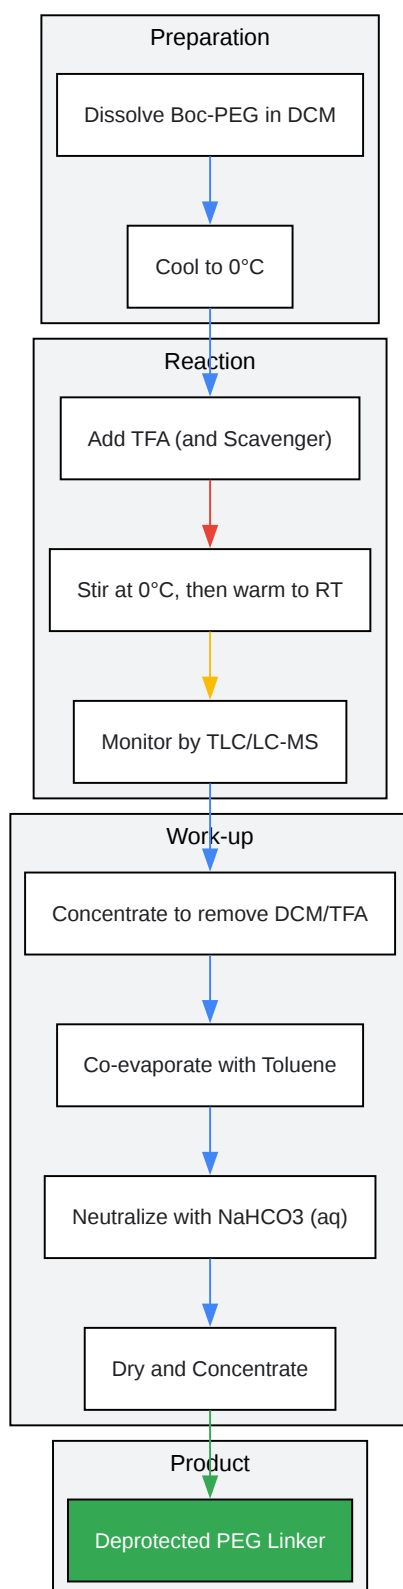 Preparation
Dissolve Boc-PEG in DCM
Cool to 0°C
Reaction
Add TFA (and Scavenger)
Stir at 0°C, then warm to RT
Monitor by TLC/LC-MS
Work-up
Concentrate to remove DCM/TFA
Co-evaporate with Toluene
Neutralize with NaHCO3 (aq)
Dry and Concentrate
Product
Deprotected PEG Linker